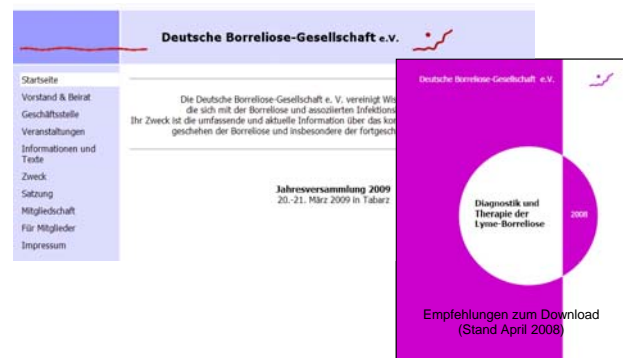 Deutsche Borreliose-Gesellschaft e.V.
Startseite
Vorstand & Beirat
Geschäftsstelle
Veranstaltungen
Informationen und
Texte
Zweck
Satzung
Mitgliedschaft
Für Mitglieder
Impressum
Die Deutsche Borreliose-Gesellschaft e. V. vereinigt Wis
die sich mit der Borreliose und assoziierten Infektions
Ihr Zweck ist die umfassende und aktuelle Information über das kom
geschehen der Borreliose und insbesondere der fortgesch
Jahresversammlung 2009
20.-21. März 2009 in Tabarz
Deutsche Borreliose-Gesellschaft e.V.
Diagnostik und
Therapie der
Lyme-Borreliose
2008
Empfehlungen zum Download
(Stand April 2008)